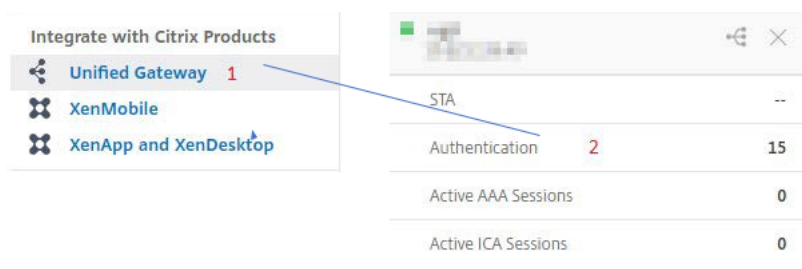 Integrate with Citrix Products
Unified Gateway 1
XenMobile
XenApp and XenDesktop
STA --
Authentication 2 15
Active AAA Sessions 0
Active ICA Sessions 0